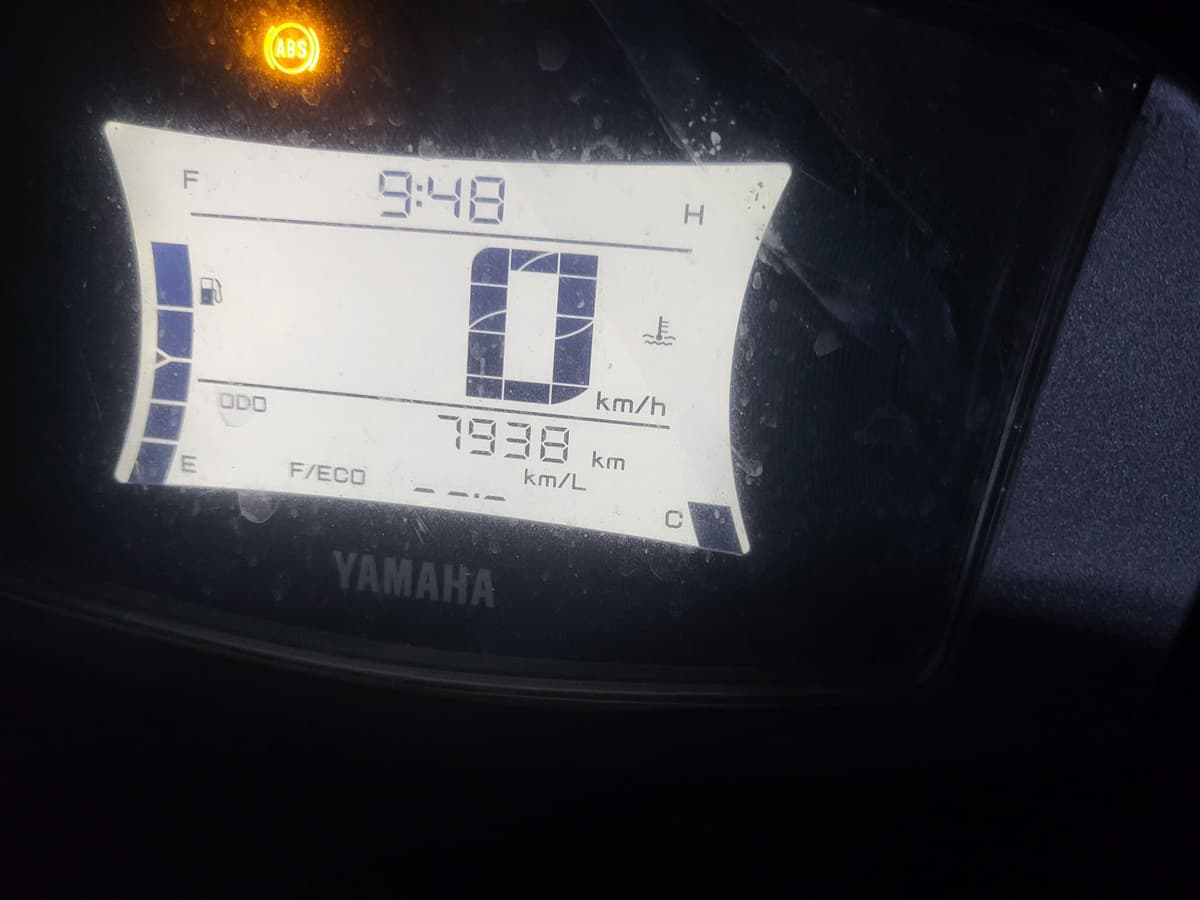 ABS
F 9:48 H
0 km/h
ODO 7938 km
E F/ECO --.- km/L
C
YAMAHA